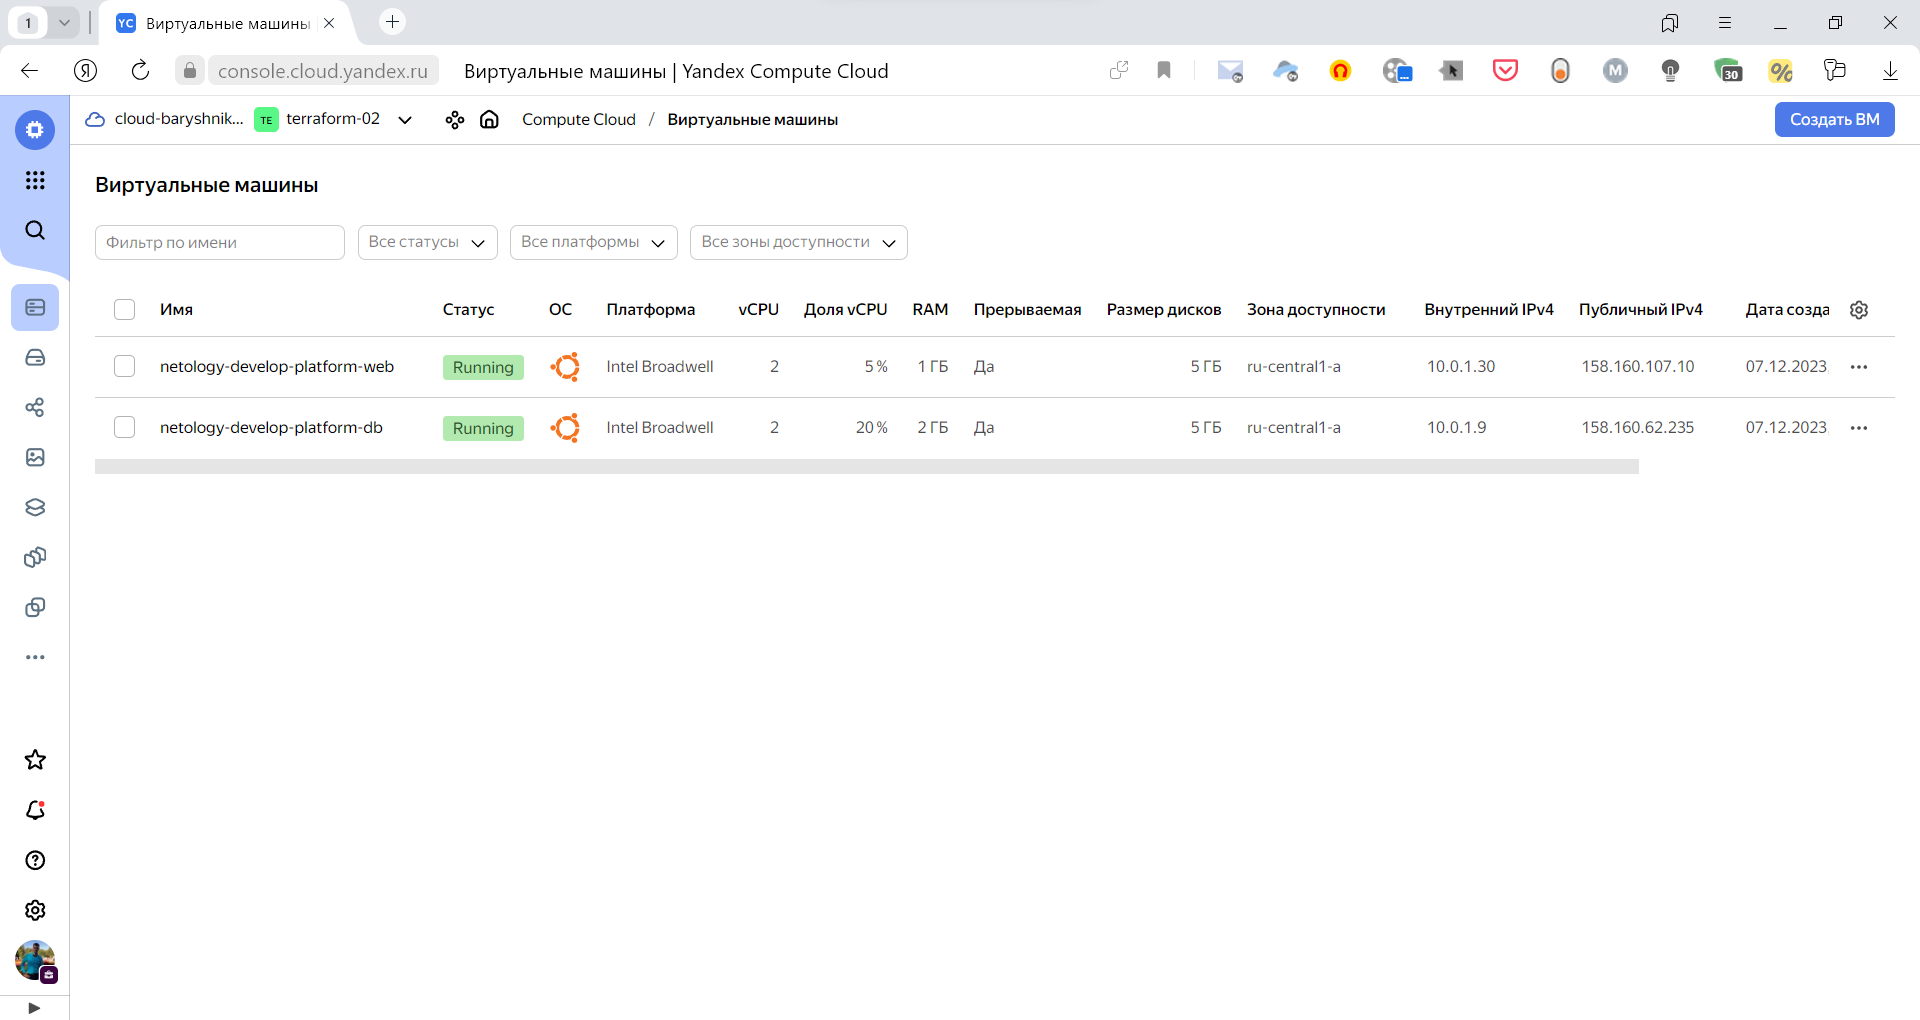 1
YC Виртуальные машины
Я console.cloud.yandex.ru Виртуальные машины | Yandex Compute Cloud M 30 %
cloud-baryshnik... TE terraform-02 Compute Cloud / Виртуальные машины Создать ВМ
Виртуальные машины
Фильтр по имени Все статусы Все платформы Все зоны доступности
Имя Статус ОС Платформа vCPU Доля vCPU RAM Прерываемая Размер дисков Зона доступности Внутренний IPv4 Публичный IPv4 Дата созда
netology-develop-platform-web Running Intel Broadwell 2 5 % 1 ГБ Да 5 ГБ ru-central1-a 10.0.1.30 158.160.107.10 07.12.2023,
netology-develop-platform-db Running Intel Broadwell 2 20 % 2 ГБ Да 5 ГБ ru-central1-a 10.0.1.9 158.160.62.235 07.12.2023,